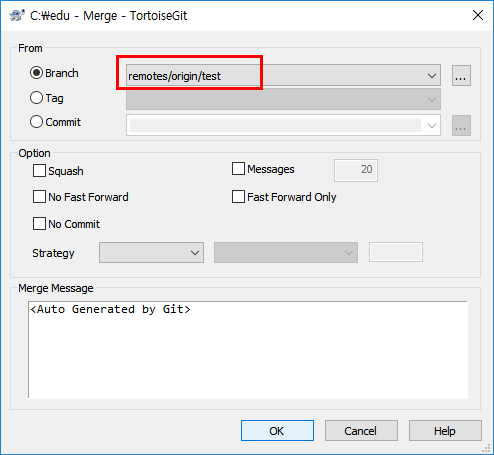 C:₩edu - Merge - TortoiseGit
From
Branch
remotes/origin/test
...
Tag
Commit
...
Option
Squash
Messages
20
No Fast Forward
Fast Forward Only
No Commit
Strategy
Merge Message
<Auto Generated by Git>
OK
Cancel
Help